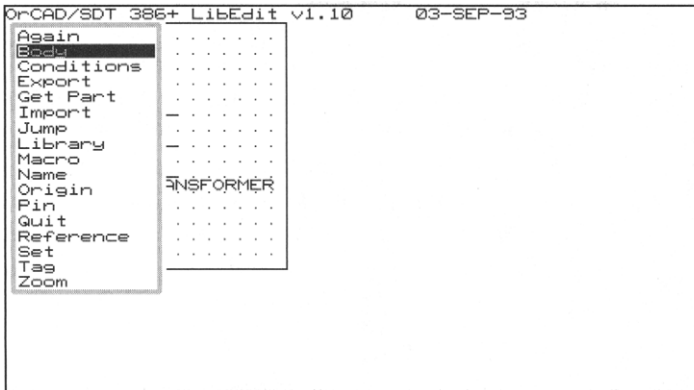 OrCAD/SDT 386+ LibEdit v1.10 03-SEP-93
Again
Body
Conditions
Export
Get Part
Import
Jump
Library
Macro
Name
Origin
ANSFORMER
Pin
Quit
Reference
Set
Tag
Zoom